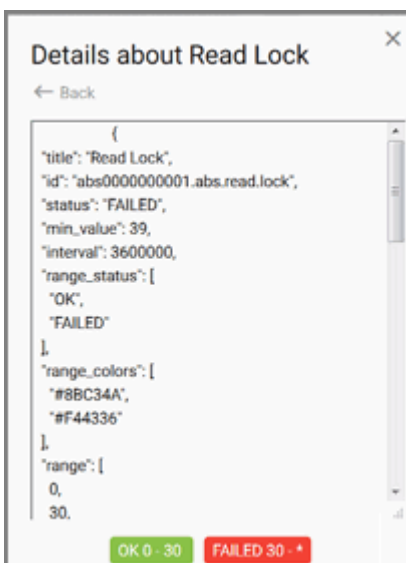 Details about Read Lock
← Back
{
"title": "Read Lock",
"id": "abs0000000001.abs.read.lock",
"status": "FAILED",
"min_value": 39,
"interval": 3600000,
"range_status": [
"OK",
"FAILED"
],
"range_colors": [
"#8BC34A",
"#F44336"
],
"range": [
0,
30,
OK 0 - 30 FAILED 30 - *